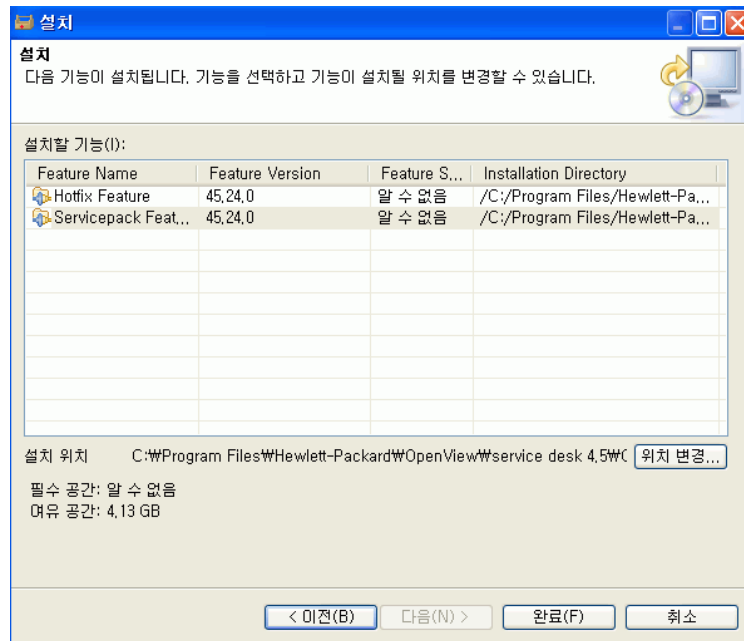 설치
설치
다음 기능이 설치됩니다. 기능을 선택하고 기능이 설치될 위치를 변경할 수 있습니다.
설치할 기능(I):
Feature Name Feature Version Feature S... Installation Directory
Hotfix Feature 45.24.0 알 수 없음 /C:/Program Files/Hewlett-Pa...
Servicepack Feat... 45.24.0 알 수 없음 /C:/Program Files/Hewlett-Pa...
설치 위치 C:₩Program Files₩Hewlett-Packard₩OpenView₩service desk 4.5₩C 위치 변경...
필수 공간: 알 수 없음
여유 공간: 4.13 GB
< 이전(B) 다음(N) > 완료(F) 취소